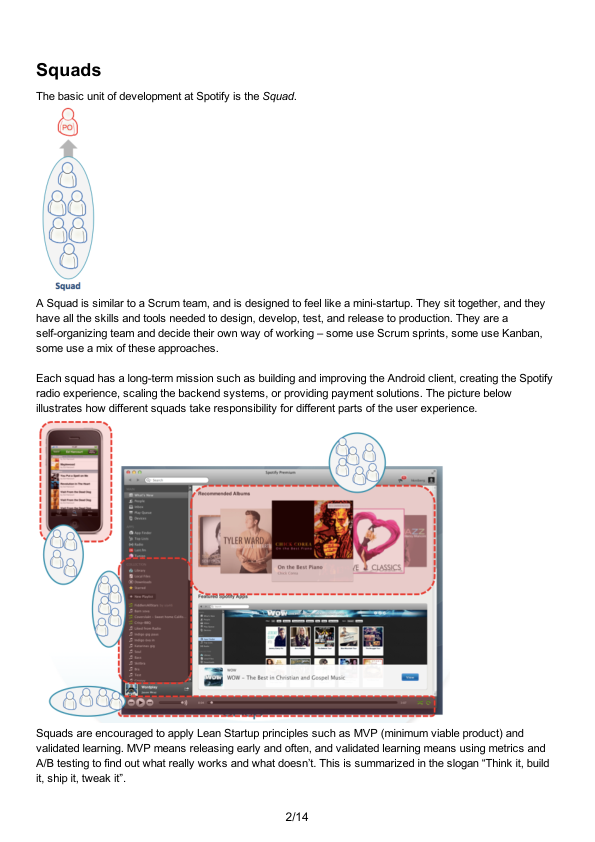 Squads
The basic unit of development at Spotify is the Squad.
PO
Squad
A Squad is similar to a Scrum team, and is designed to feel like a mini-startup. They sit together, and they
have all the skills and tools needed to design, develop, test, and release to production. They are a
self-organizing team and decide their own way of working – some use Scrum sprints, some use Kanban,
some use a mix of these approaches.
Each squad has a long-term mission such as building and improving the Android client, creating the Spotify
radio experience, scaling the backend systems, or providing payment solutions. The picture below
illustrates how different squads take responsibility for different parts of the user experience.
Spotify Premium
Search
Recommended Albums
TYLER WARD
On the Best Piano
CLASSICS
JAZZ
Featured Spotify Apps
WOW
WOW
WOW – The Best in Christian and Gospel Music
Squads are encouraged to apply Lean Startup principles such as MVP (minimum viable product) and
validated learning. MVP means releasing early and often, and validated learning means using metrics and
A/B testing to find out what really works and what doesn’t. This is summarized in the slogan “Think it, build
it, ship it, tweak it”.
2/14